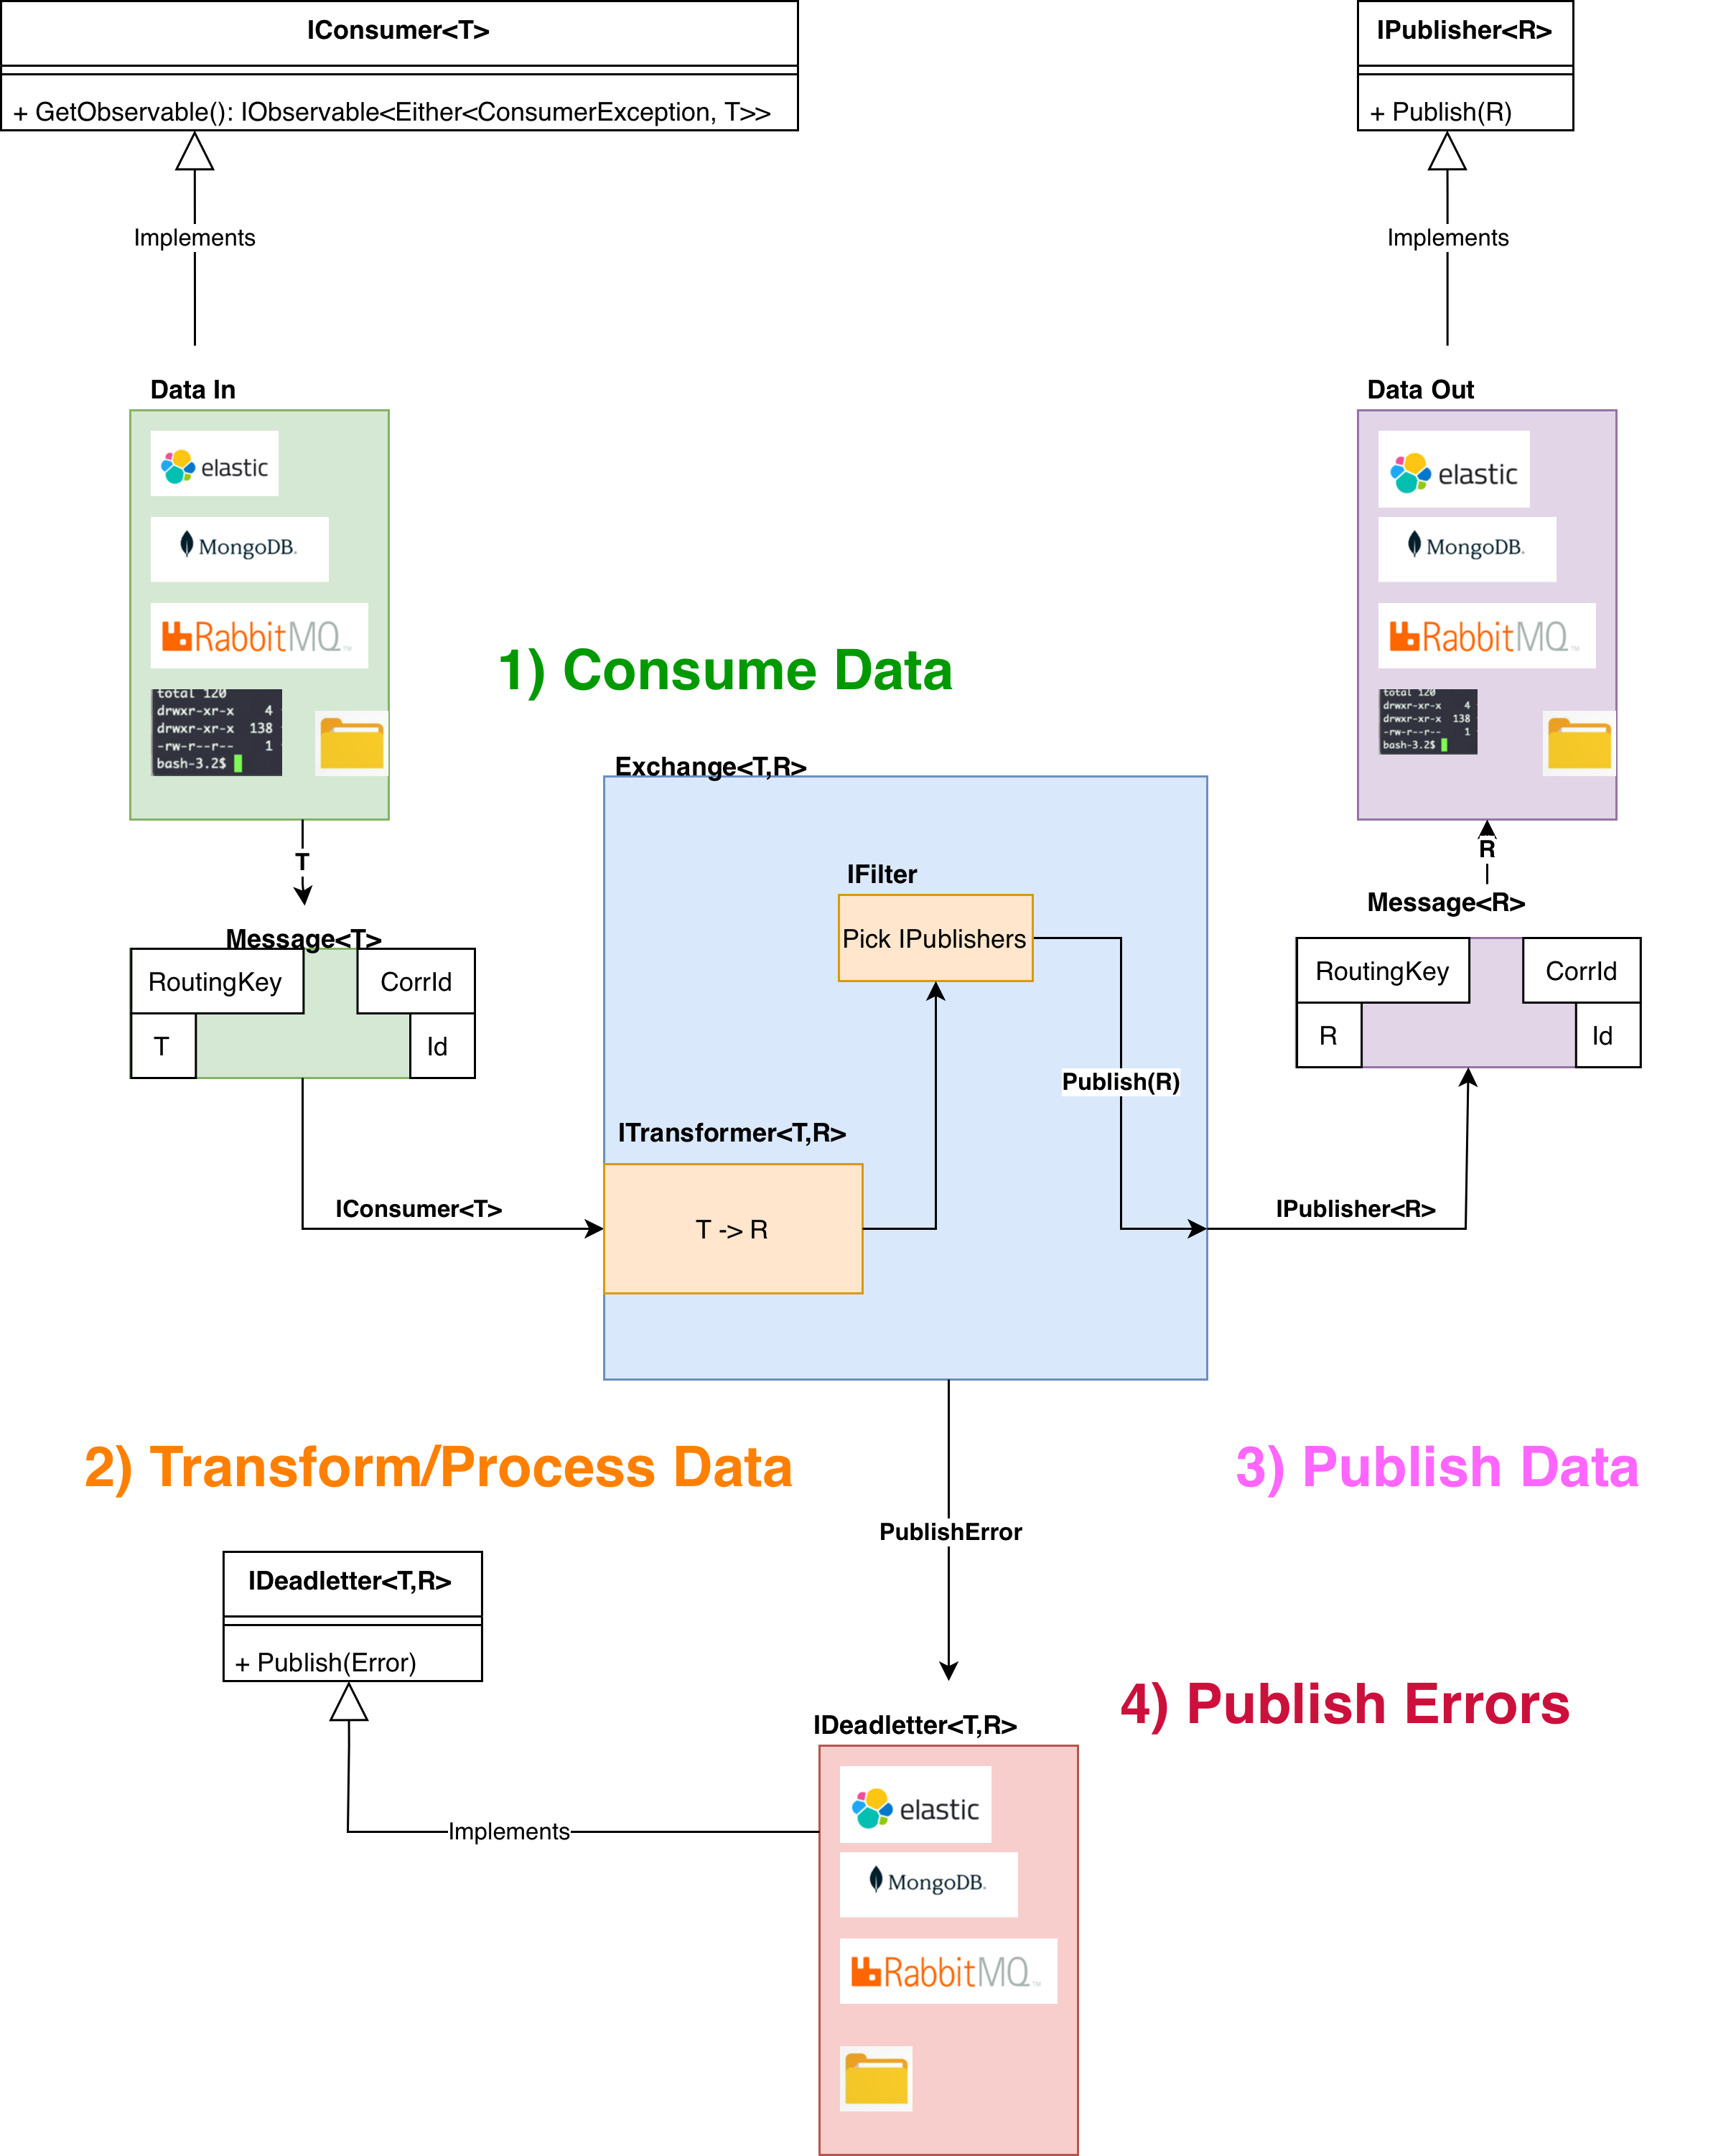 IConsumer<T>
+ GetObservable(): IObservable<Either<ConsumerException, T>>
IPublisher<R>
+ Publish(R)
Implements
Implements
Data In
elastic
MongoDB.
RabbitMQ™
total 120
drwxr-xr-x 4
drwxr-xr-x 138
-rw-r--r-- 1
bash-3.2$
Data Out
elastic
MongoDB.
RabbitMQ™
total 120
drwxr-xr-x 4
drwxr-xr-x 138
-rw-r--r-- 1
bash-3.2$
1) Consume Data
T
Message<T>
RoutingKey
CorrId
T
Id
IConsumer<T>
Exchange<T,R>
IFilter
Pick IPublishers
Publish(R)
ITransformer<T,R>
T -> R
R
Message<R>
RoutingKey
CorrId
R
Id
IPublisher<R>
2) Transform/Process Data
3) Publish Data
PublishError
IDeadletter<T,R>
+ Publish(Error)
Implements
4) Publish Errors
IDeadletter<T,R>
elastic
MongoDB.
RabbitMQ™